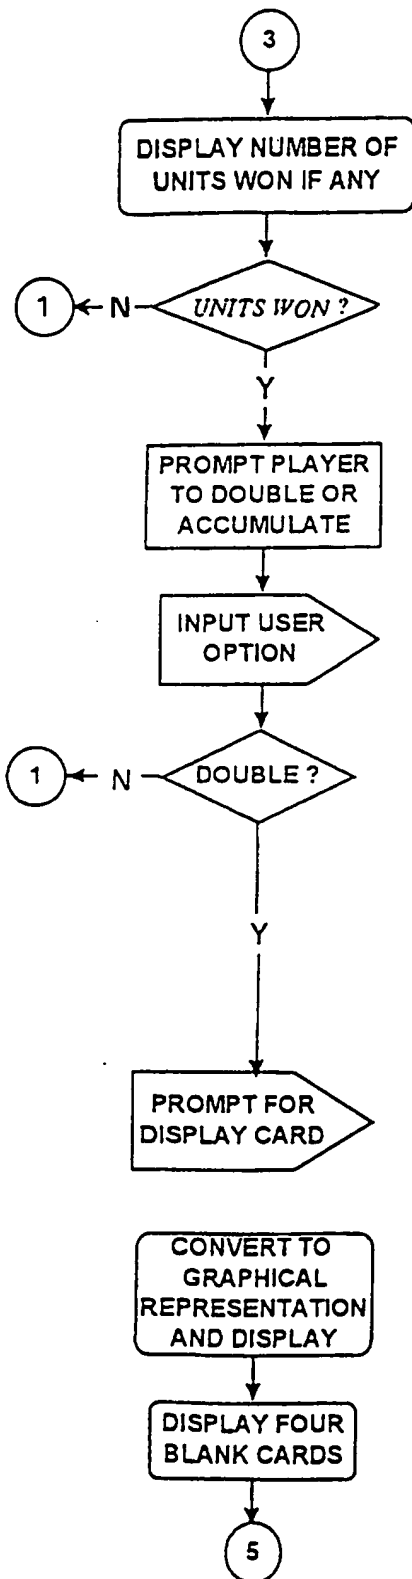 3
DISPLAY NUMBER OF
UNITS WON IF ANY
1
N
UNITS WON ?
Y
PROMPT PLAYER
TO DOUBLE OR
ACCUMULATE
INPUT USER
OPTION
1
N
DOUBLE ?
Y
PROMPT FOR
DISPLAY CARD
CONVERT TO
GRAPHICAL
REPRESENTATION
AND DISPLAY
DISPLAY FOUR
BLANK CARDS
5